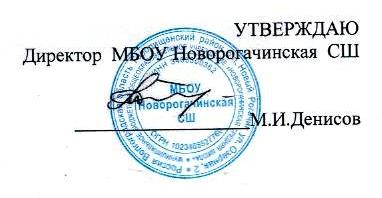 УТВЕРЖДАЮ
Директор МБОУ Новорогачинская СШ
МБОУ
Новорогачинская
СШ
М.И.Денисов